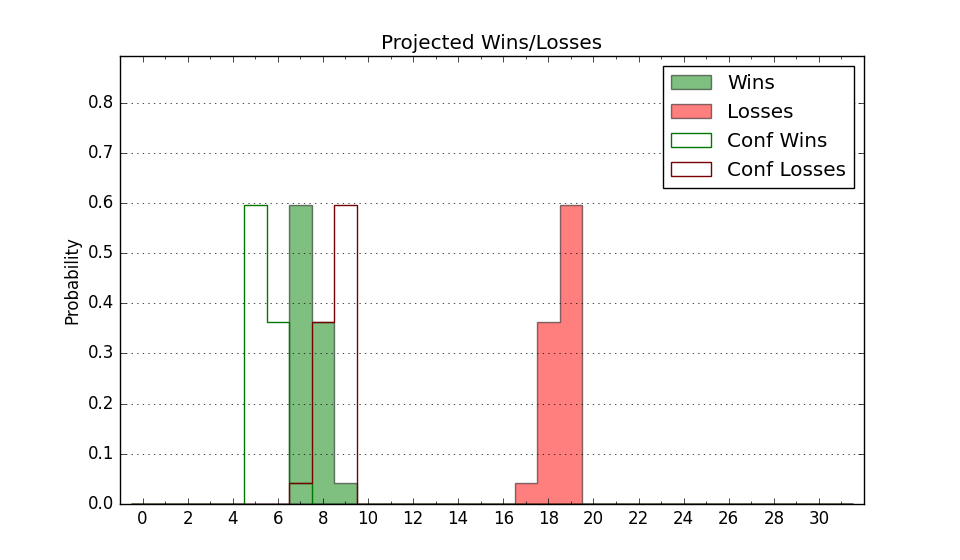 Projected Wins/Losses
Wins
Losses
Conf Wins
Conf Losses
Probability
0.8
0.7
0.6
0.5
0.4
0.3
0.2
0.1
0.0
0 2 4 6 8 10 12 14 16 18 20 22 24 26 28 30